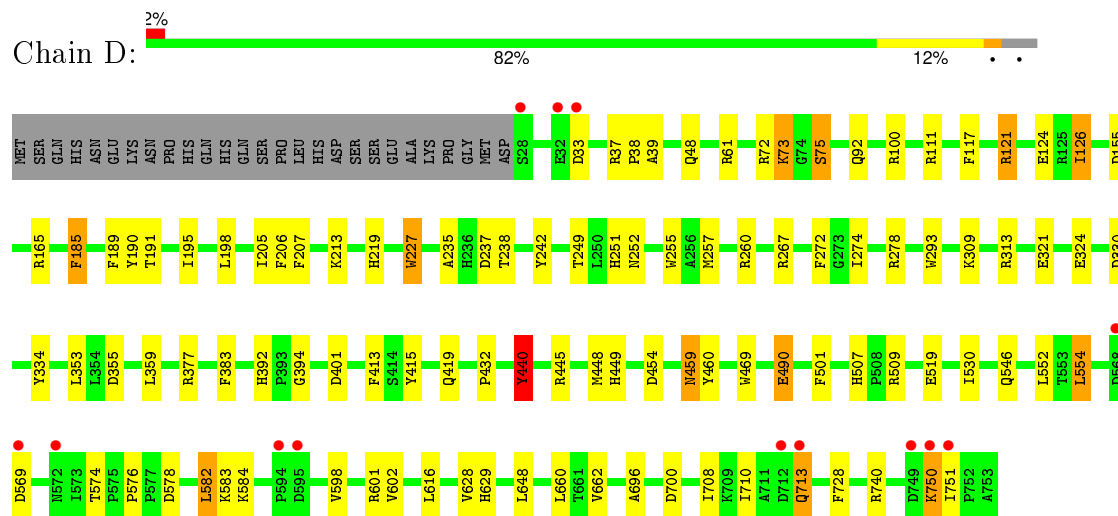 2%
Chain D:
82% 12% • •
MET SER GLN HIS ASN GLU LYS ASN PRO HIS GLN HIS GLN SER PRO LEU HIS ASP SER SER GLU ALA LYS PRO GLY MET ASP S28 E32 D33 R37 P38 A39 Q48 R61 R72 K73 G74 S75 Q92 R100 R111 F117 R121 E124 R125 I126 D155
R165 F185 F189 Y190 T191 I195 L198 I205 F206 F207 K213 H219 W227 A235 H236 D237 T238 Y242 T249 L250 H251 N252 W255 A256 M257 R260 R267 F272 G273 I274 R278 W293 K309 R313 E321 E324 D330
Y334 L353 L354 D355 L359 R377 F383 H392 P393 G394 D401 F413 S414 Y415 Q419 P432 Y440 R445 M448 H449 D454 N459 Y460 W469 E490 F501 H507 P508 R509 E519 I530 Q546 L552 T553 L554 D568
D569 N572 I573 T574 P575 P576 P577 D578 L582 K583 K584 P594 D595 V598 R601 V602 L616 V628 H629 L648 L660 T661 V662 A696 D700 I708 K709 I710 A711 D712 Q713 F728 R740 D749 K750 I751 P752 A753